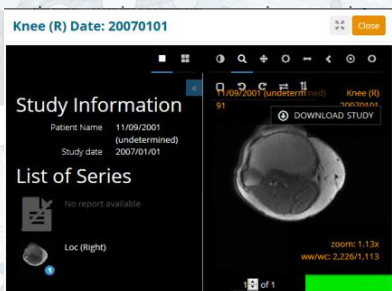 Knee (R) Date: 20070101
Close
Study Information
Patient Name 11/09/2001
(undetermined)
Study date 2007/01/01
List of Series
No report available
Loc (Right)
1
11/09/2001 (undetermined) Knee (R)
91 20070101
DOWNLOAD STUDY
zoom: 1.13x
ww/wc: 2,226/1,113
1 of 1